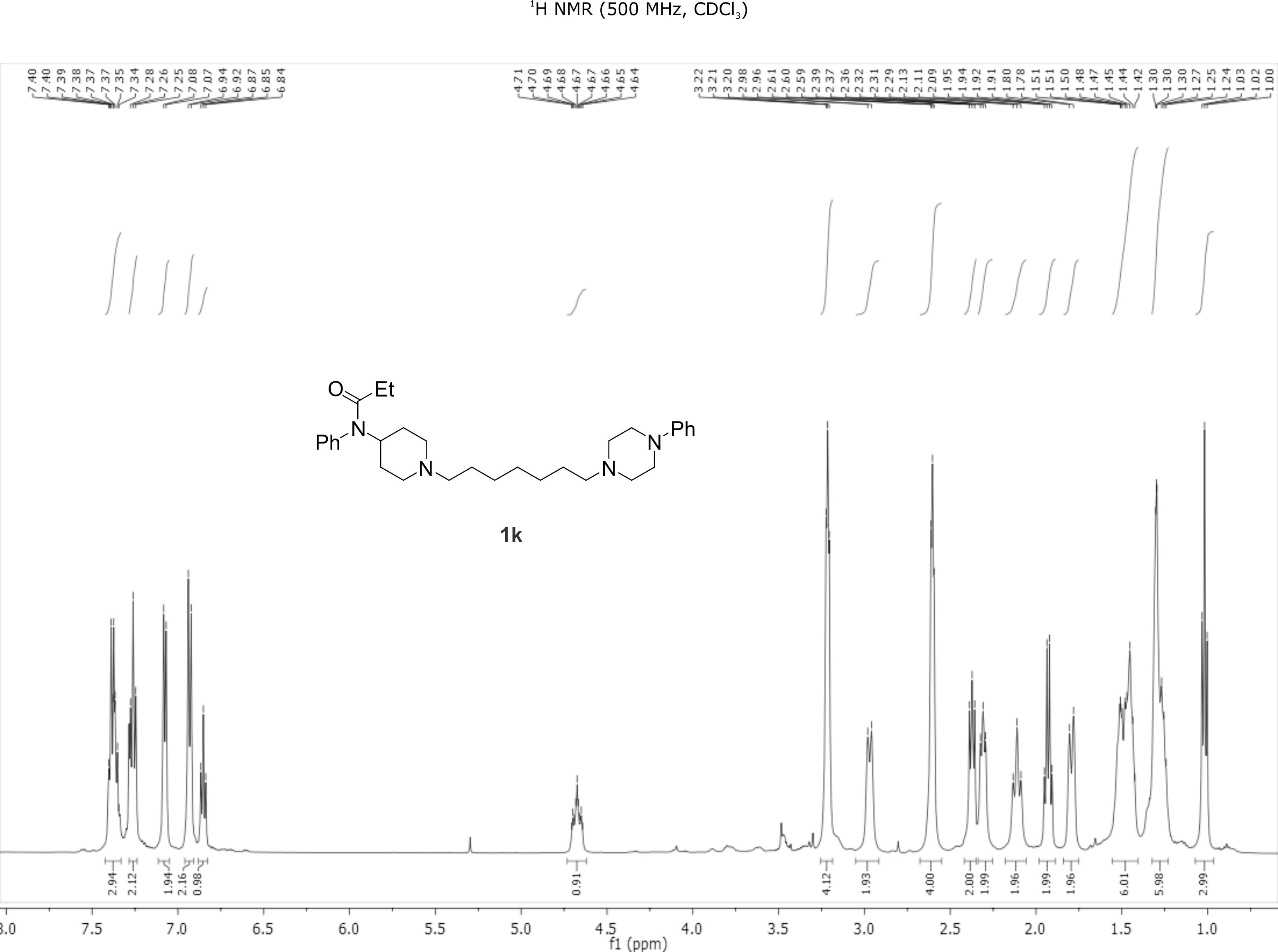 ¹H NMR (500 MHz, CDCl₃)
7.40 7.40 7.39 7.38 7.37 7.37 7.35 7.34 7.28 7.26 7.25 7.08 7.07 6.94 6.92 6.87 6.85 6.84 4.71 4.70 4.69 4.68 4.67 4.67 4.66 4.65 4.64 3.22 3.21 3.20 2.98 2.96 2.61 2.60 2.59 2.39 2.37 2.36 2.32 2.31 2.29 2.13 2.11 2.09 1.95 1.94 1.92 1.91 1.80 1.78 1.51 1.51 1.50 1.48 1.47 1.45 1.44 1.42 1.30 1.30 1.30 1.27 1.25 1.24 1.03 1.02 1.00
O Et
Ph N N N Ph
1k
2.94 2.12 1.94 2.16 0.98 0.91 4.12 1.93 4.00 2.00 1.99 1.96 1.99 1.96 6.01 5.98 2.99
8.0 7.5 7.0 6.5 6.0 5.5 5.0 4.5 4.0 3.5 3.0 2.5 2.0 1.5 1.0
f1 (ppm)